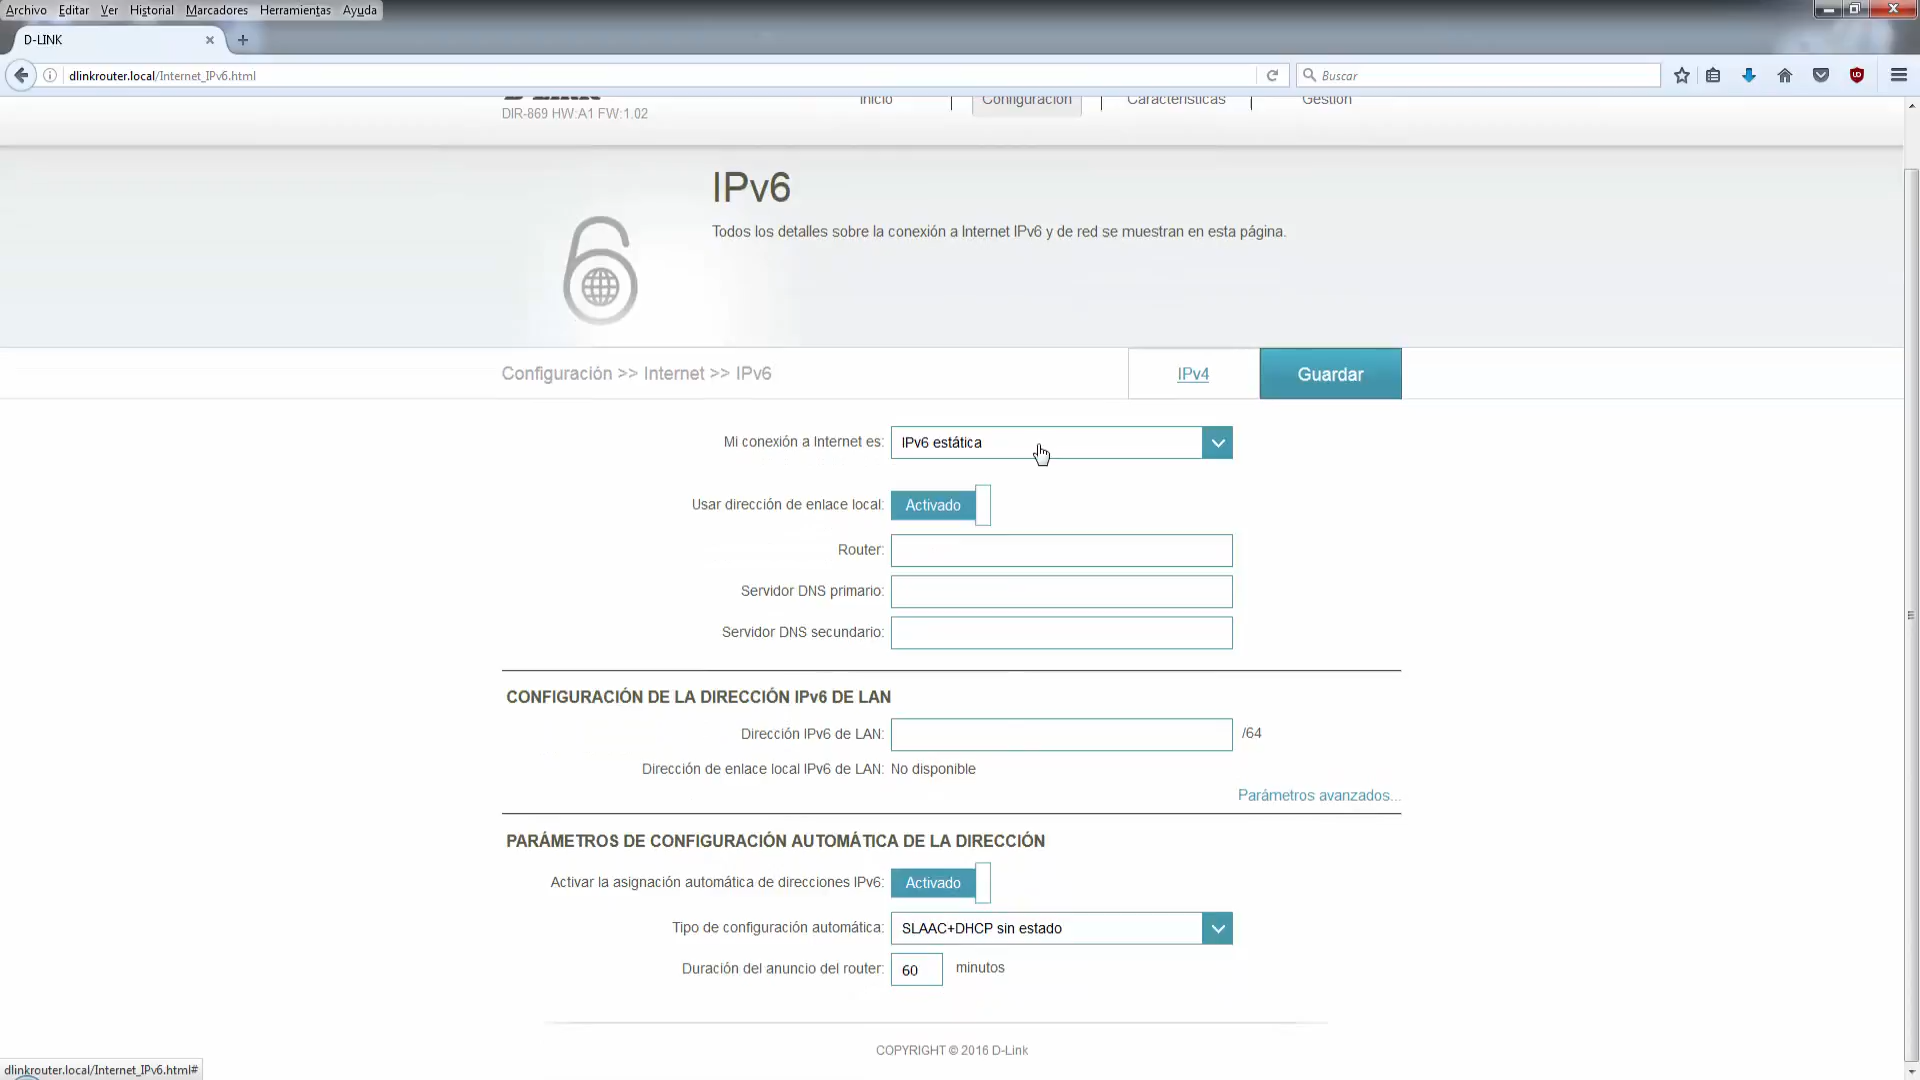 Archivo Editar Ver Historial Marcadores Herramientas Ayuda
D-LINK
dlinkrouter.local/Internet_IPv6.html
Buscar
D-Link
Inicio
Configuración
Características
Gestión
DIR-869 HW:A1 FW:1.02
IPv6
Todos los detalles sobre la conexión a Internet IPv6 y de red se muestran en esta página.
Configuración >> Internet >> IPv6
IPv4
Guardar
Mi conexión a Internet es: IPv6 estática
Usar dirección de enlace local: Activado
Router:
Servidor DNS primario:
Servidor DNS secundario:
CONFIGURACIÓN DE LA DIRECCIÓN IPv6 DE LAN
Dirección IPv6 de LAN: /64
Dirección de enlace local IPv6 de LAN: No disponible
Parámetros avanzados...
PARÁMETROS DE CONFIGURACIÓN AUTOMÁTICA DE LA DIRECCIÓN
Activar la asignación automática de direcciones IPv6: Activado
Tipo de configuración automática: SLAAC+DHCP sin estado
Duración del anuncio del router: 60 minutos
COPYRIGHT © 2016 D-Link
dlinkrouter.local/Internet_IPv6.html#